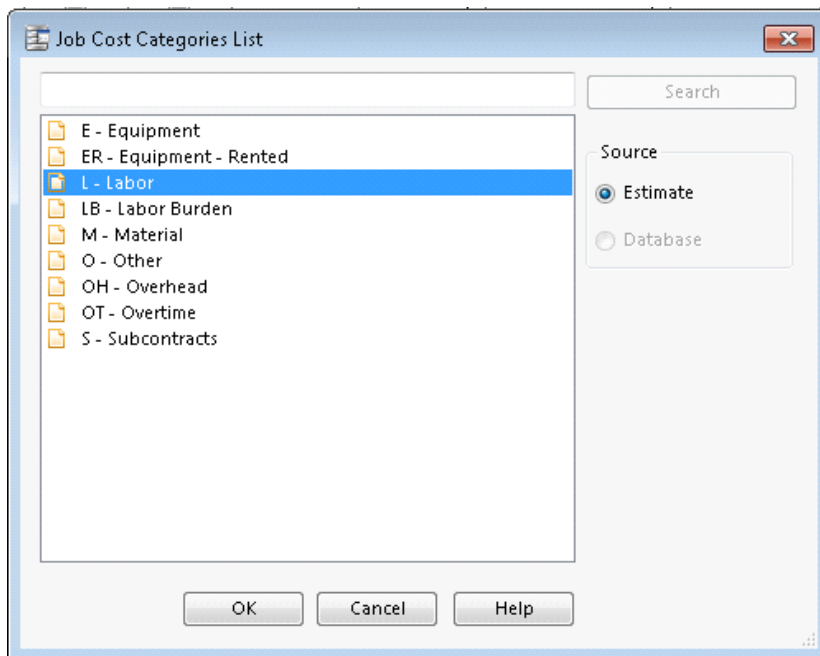 Job Cost Categories List
Search
E - Equipment
ER - Equipment - Rented
L - Labor
LB - Labor Burden
M - Material
O - Other
OH - Overhead
OT - Overtime
S - Subcontracts
Source
Estimate
Database
OK Cancel Help